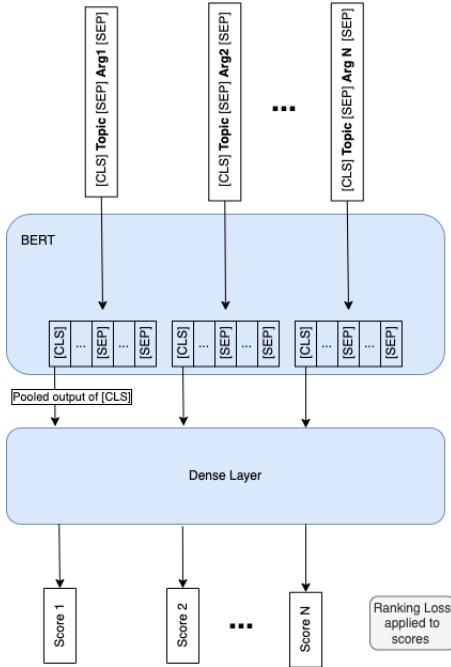 [CLS] Topic [SEP] Arg1 [SEP]
[CLS] Topic [SEP] Arg2 [SEP]
...
[CLS] Topic [SEP] Arg N [SEP]
BERT
[CLS] ... [SEP] ... [SEP]
[CLS] ... [SEP] ... [SEP]
[CLS] ... [SEP] ... [SEP]
Pooled output of [CLS]
Dense Layer
Score 1
Score 2
...
Score N
Ranking Loss
applied to
scores